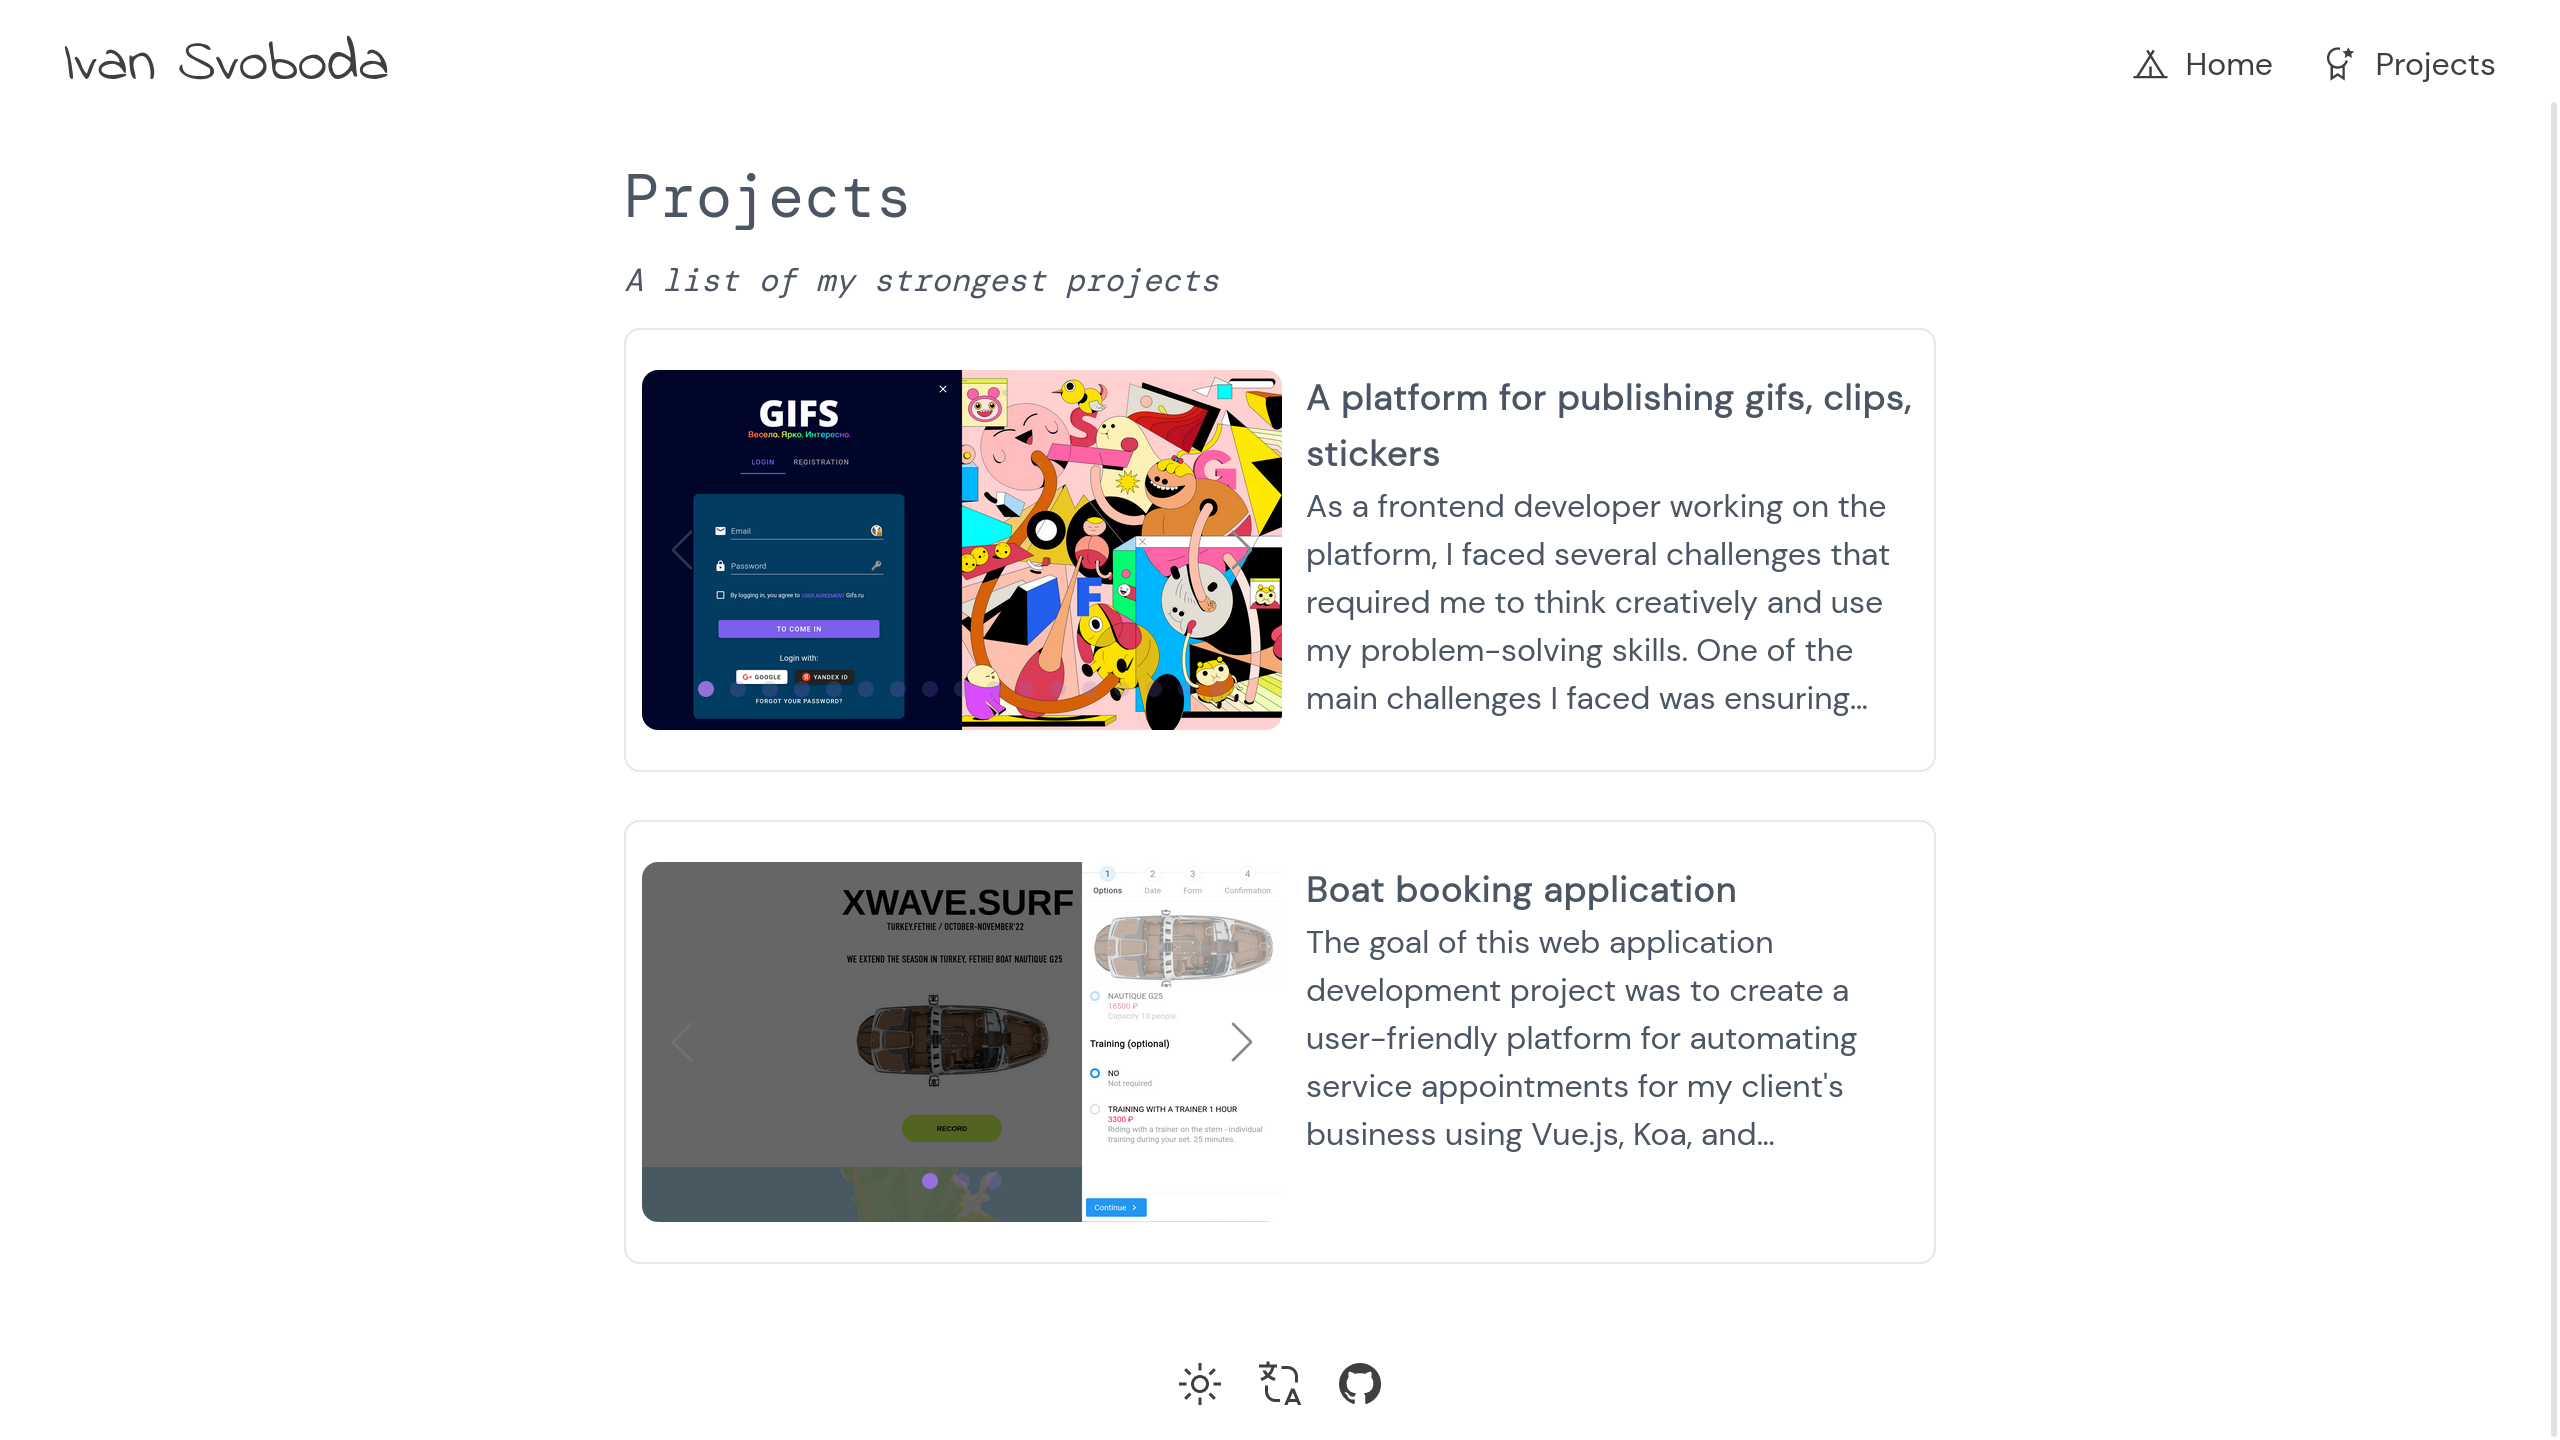 Ivan Svoboda
Home
Projects
Projects
A list of my strongest projects
GIFS
Весело. Ярко. Интересно.
LOGIN
REGISTRATION
Email
Password
By logging in, you agree to USER AGREEMENT Gifs.ru
TO COME IN
Login with:
GOOGLE
YANDEX ID
FORGOT YOUR PASSWORD?
S
G
F
A platform for publishing gifs, clips,
stickers
As a frontend developer working on the
platform, I faced several challenges that
required me to think creatively and use
my problem-solving skills. One of the
main challenges I faced was ensuring...
XWAVE.SURF
TURKEY.FETHIE / OCTOBER-NOVEMBER'22
WE EXTEND THE SEASON IN TURKEY, FETHIE! BOAT NAUTIQUE G25
RECORD
1 2 3 4
Options Date Form Confirmation
NAUTIQUE G25
16500 ₽
Capacity 10 people.
Training (optional)
NO
Not required
TRAINING WITH A TRAINER 1 HOUR
3300 ₽
Riding with a trainer on the stern - individual
training during your set. 25 minutes.
Continue
Boat booking application
The goal of this web application
development project was to create a
user-friendly platform for automating
service appointments for my client's
business using Vue.js, Koa, and...